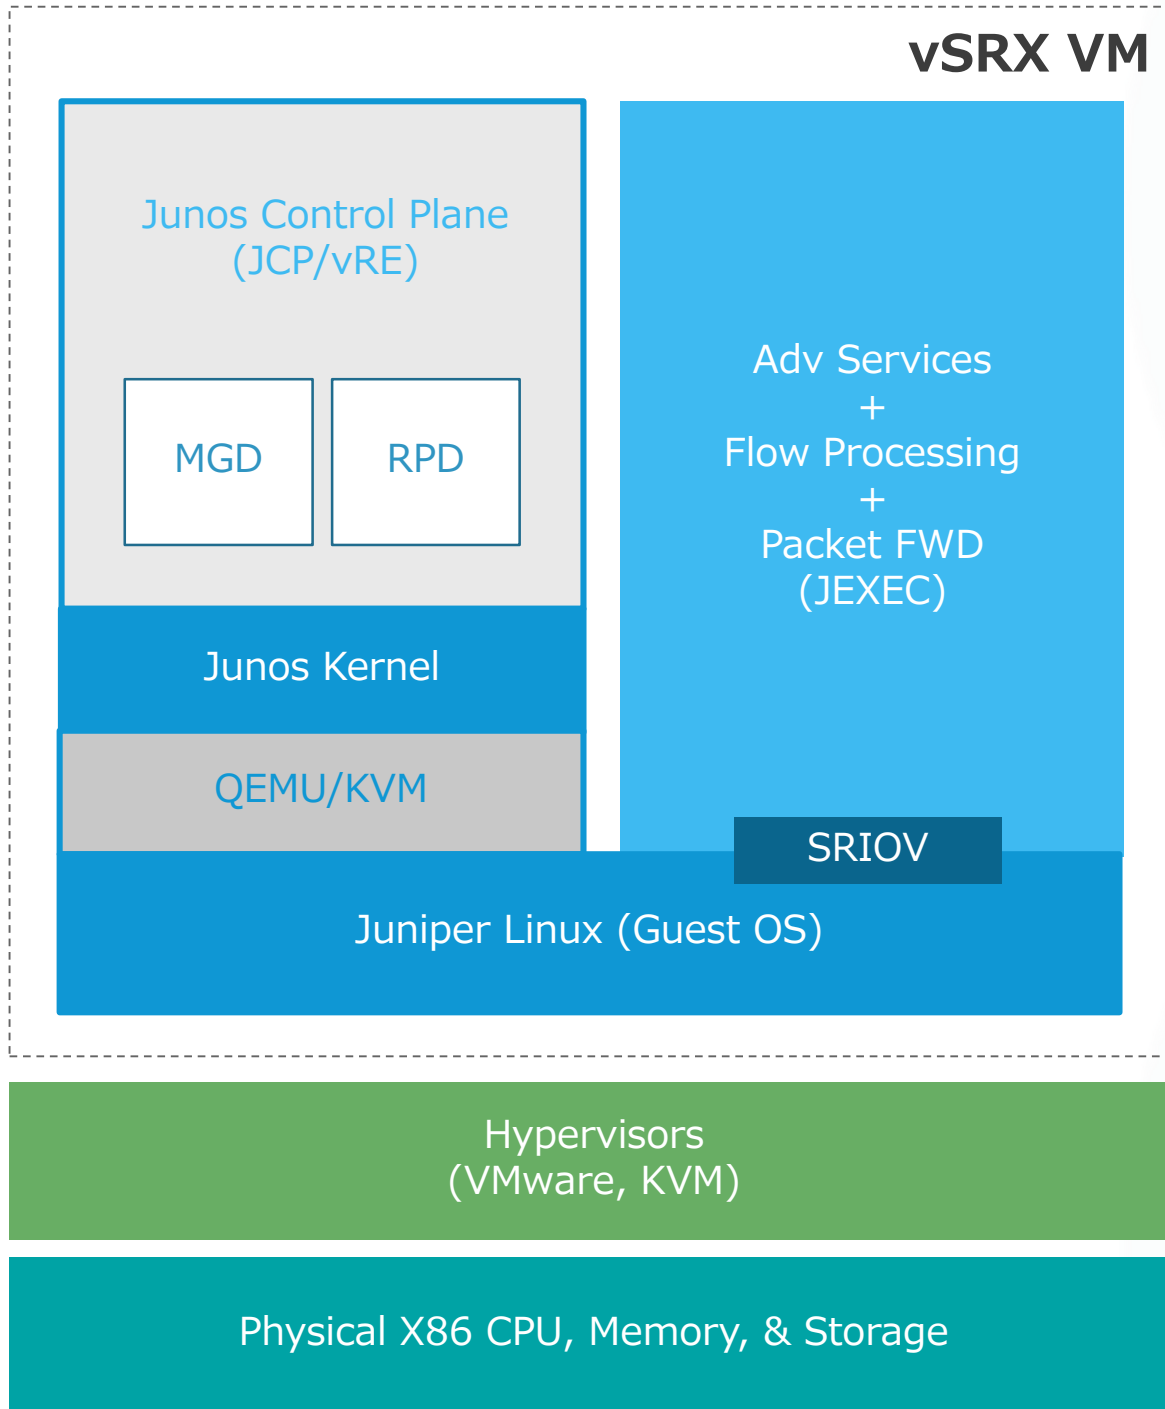 vSRX VM
Junos Control Plane
(JCP/vRE)
MGD
RPD
Junos Kernel
QEMU/KVM
Adv Services
+
Flow Processing
+
Packet FWD
(JEXEC)
SRIOV
Juniper Linux (Guest OS)
Hypervisors
(VMware, KVM)
Physical X86 CPU, Memory, & Storage